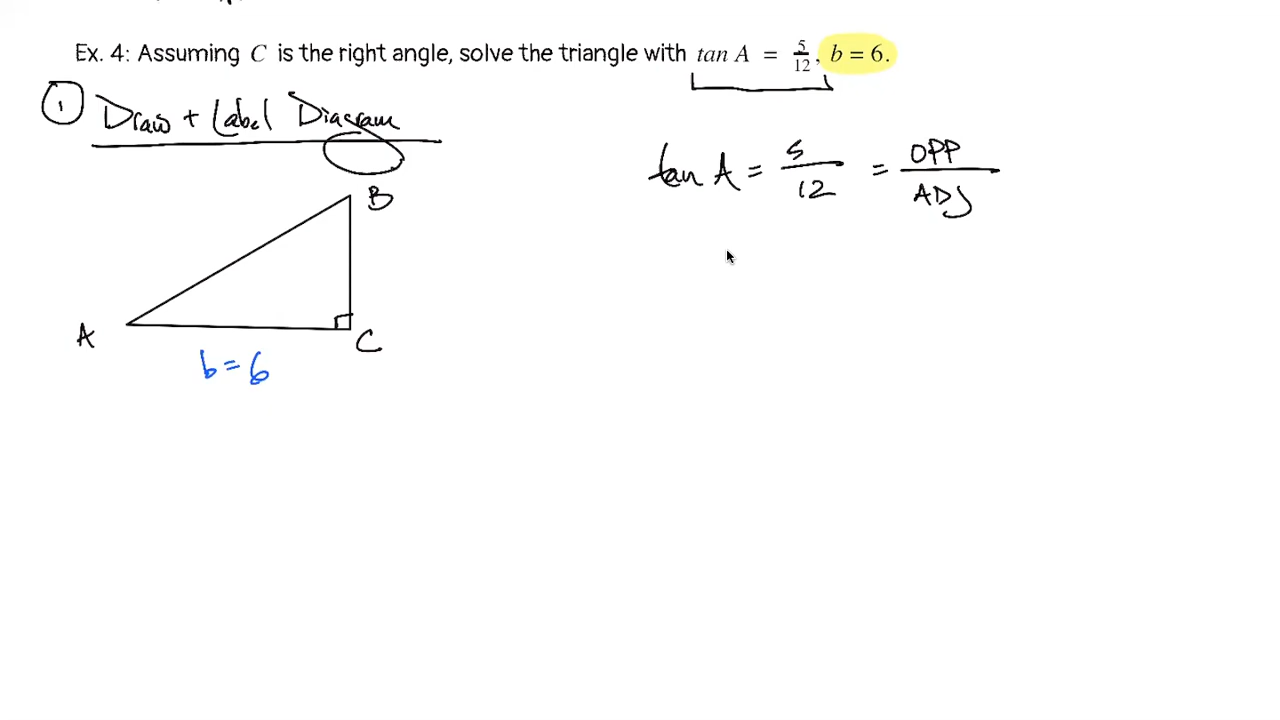 Ex. 4: Assuming C is the right angle, solve the triangle with tan A = 5/12, b = 6.
1 Draw + Label Diagram
tan A = 5/12 = OPP/ADJ
B
A
C
b = 6